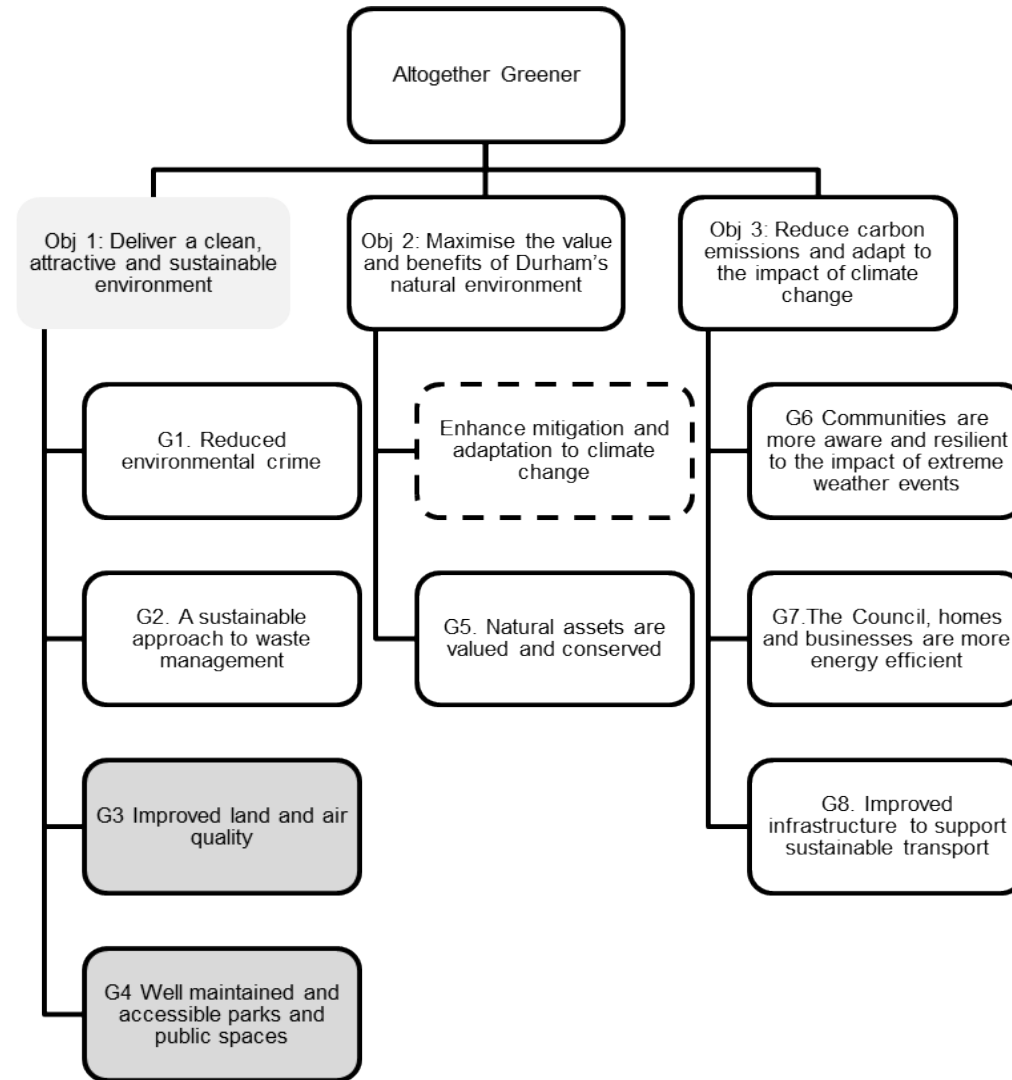 Altogether Greener
Obj 1: Deliver a clean,
attractive and sustainable
environment
Obj 2: Maximise the value
and benefits of Durham’s
natural environment
Obj 3: Reduce carbon
emissions and adapt to
the impact of climate
change
G1. Reduced
environmental crime
G2. A sustainable
approach to waste
management
G3 Improved land and air
quality
G4 Well maintained and
accessible parks and
public spaces
Enhance mitigation and
adaptation to climate
change
G5. Natural assets are
valued and conserved
G6 Communities are
more aware and resilient
to the impact of extreme
weather events
G7.The Council, homes
and businesses are more
energy efficient
G8. Improved
infrastructure to support
sustainable transport